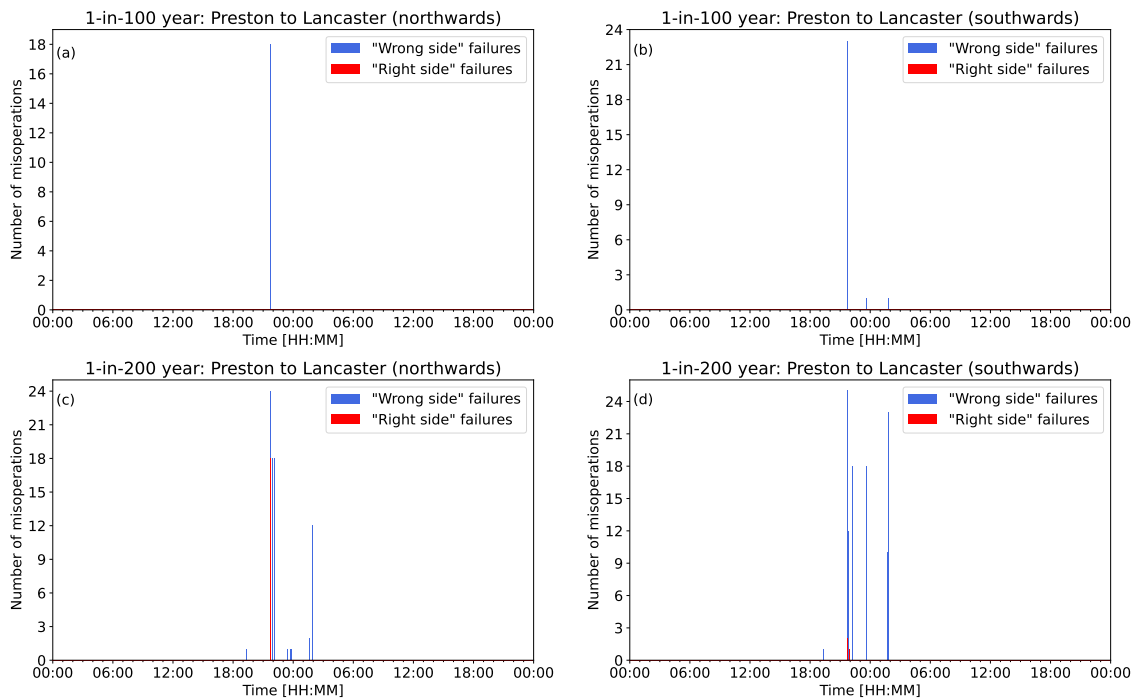 1-in-100 year: Preston to Lancaster (northwards)
(a)
"Wrong side" failures
"Right side" failures
Number of misoperations
18
16
14
12
10
8
6
4
2
0
00:00 06:00 12:00 18:00 00:00 06:00 12:00 18:00 00:00
Time [HH:MM]
1-in-100 year: Preston to Lancaster (southwards)
(b)
"Wrong side" failures
"Right side" failures
Number of misoperations
24
21
18
15
12
9
6
3
0
00:00 06:00 12:00 18:00 00:00 06:00 12:00 18:00 00:00
Time [HH:MM]
1-in-200 year: Preston to Lancaster (northwards)
(c)
"Wrong side" failures
"Right side" failures
Number of misoperations
24
21
18
15
12
9
6
3
0
00:00 06:00 12:00 18:00 00:00 06:00 12:00 18:00 00:00
Time [HH:MM]
1-in-200 year: Preston to Lancaster (southwards)
(d)
"Wrong side" failures
"Right side" failures
Number of misoperations
24
21
18
15
12
9
6
3
0
00:00 06:00 12:00 18:00 00:00 06:00 12:00 18:00 00:00
Time [HH:MM]